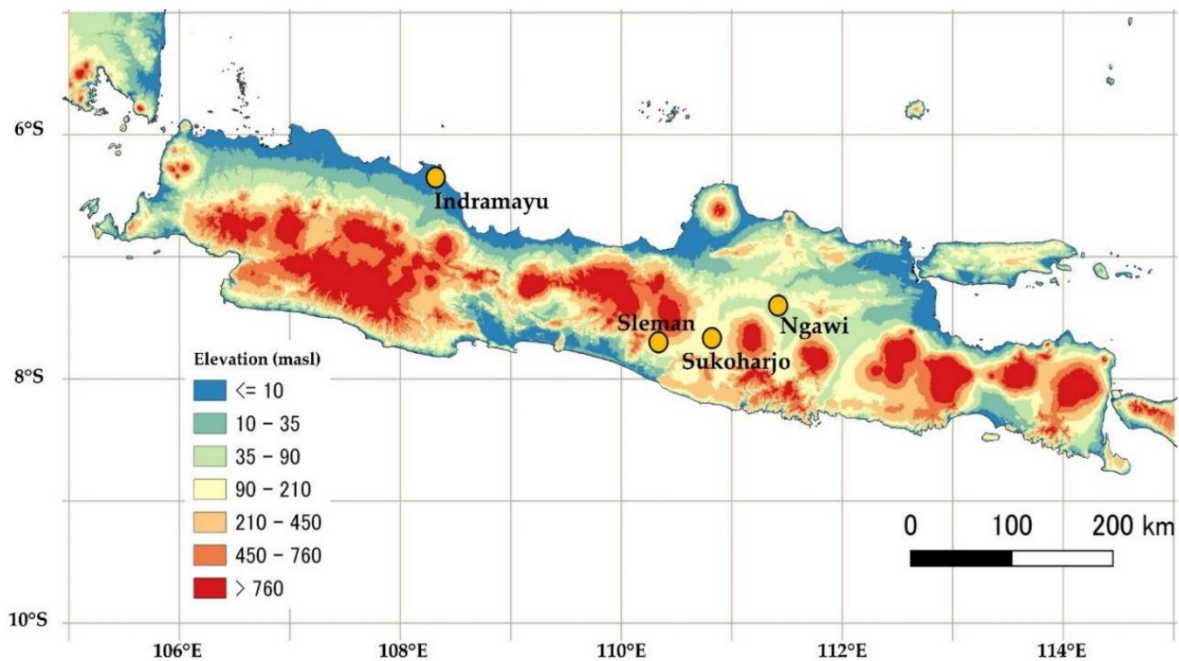 6°S
Indramayu
Sleman
Ngawi
Sukoharjo
8°S
Elevation (masl)
<= 10
10 – 35
35 – 90
90 – 210
210 – 450
450 – 760
> 760
0 100 200 km
10°S
106°E 108°E 110°E 112°E 114°E